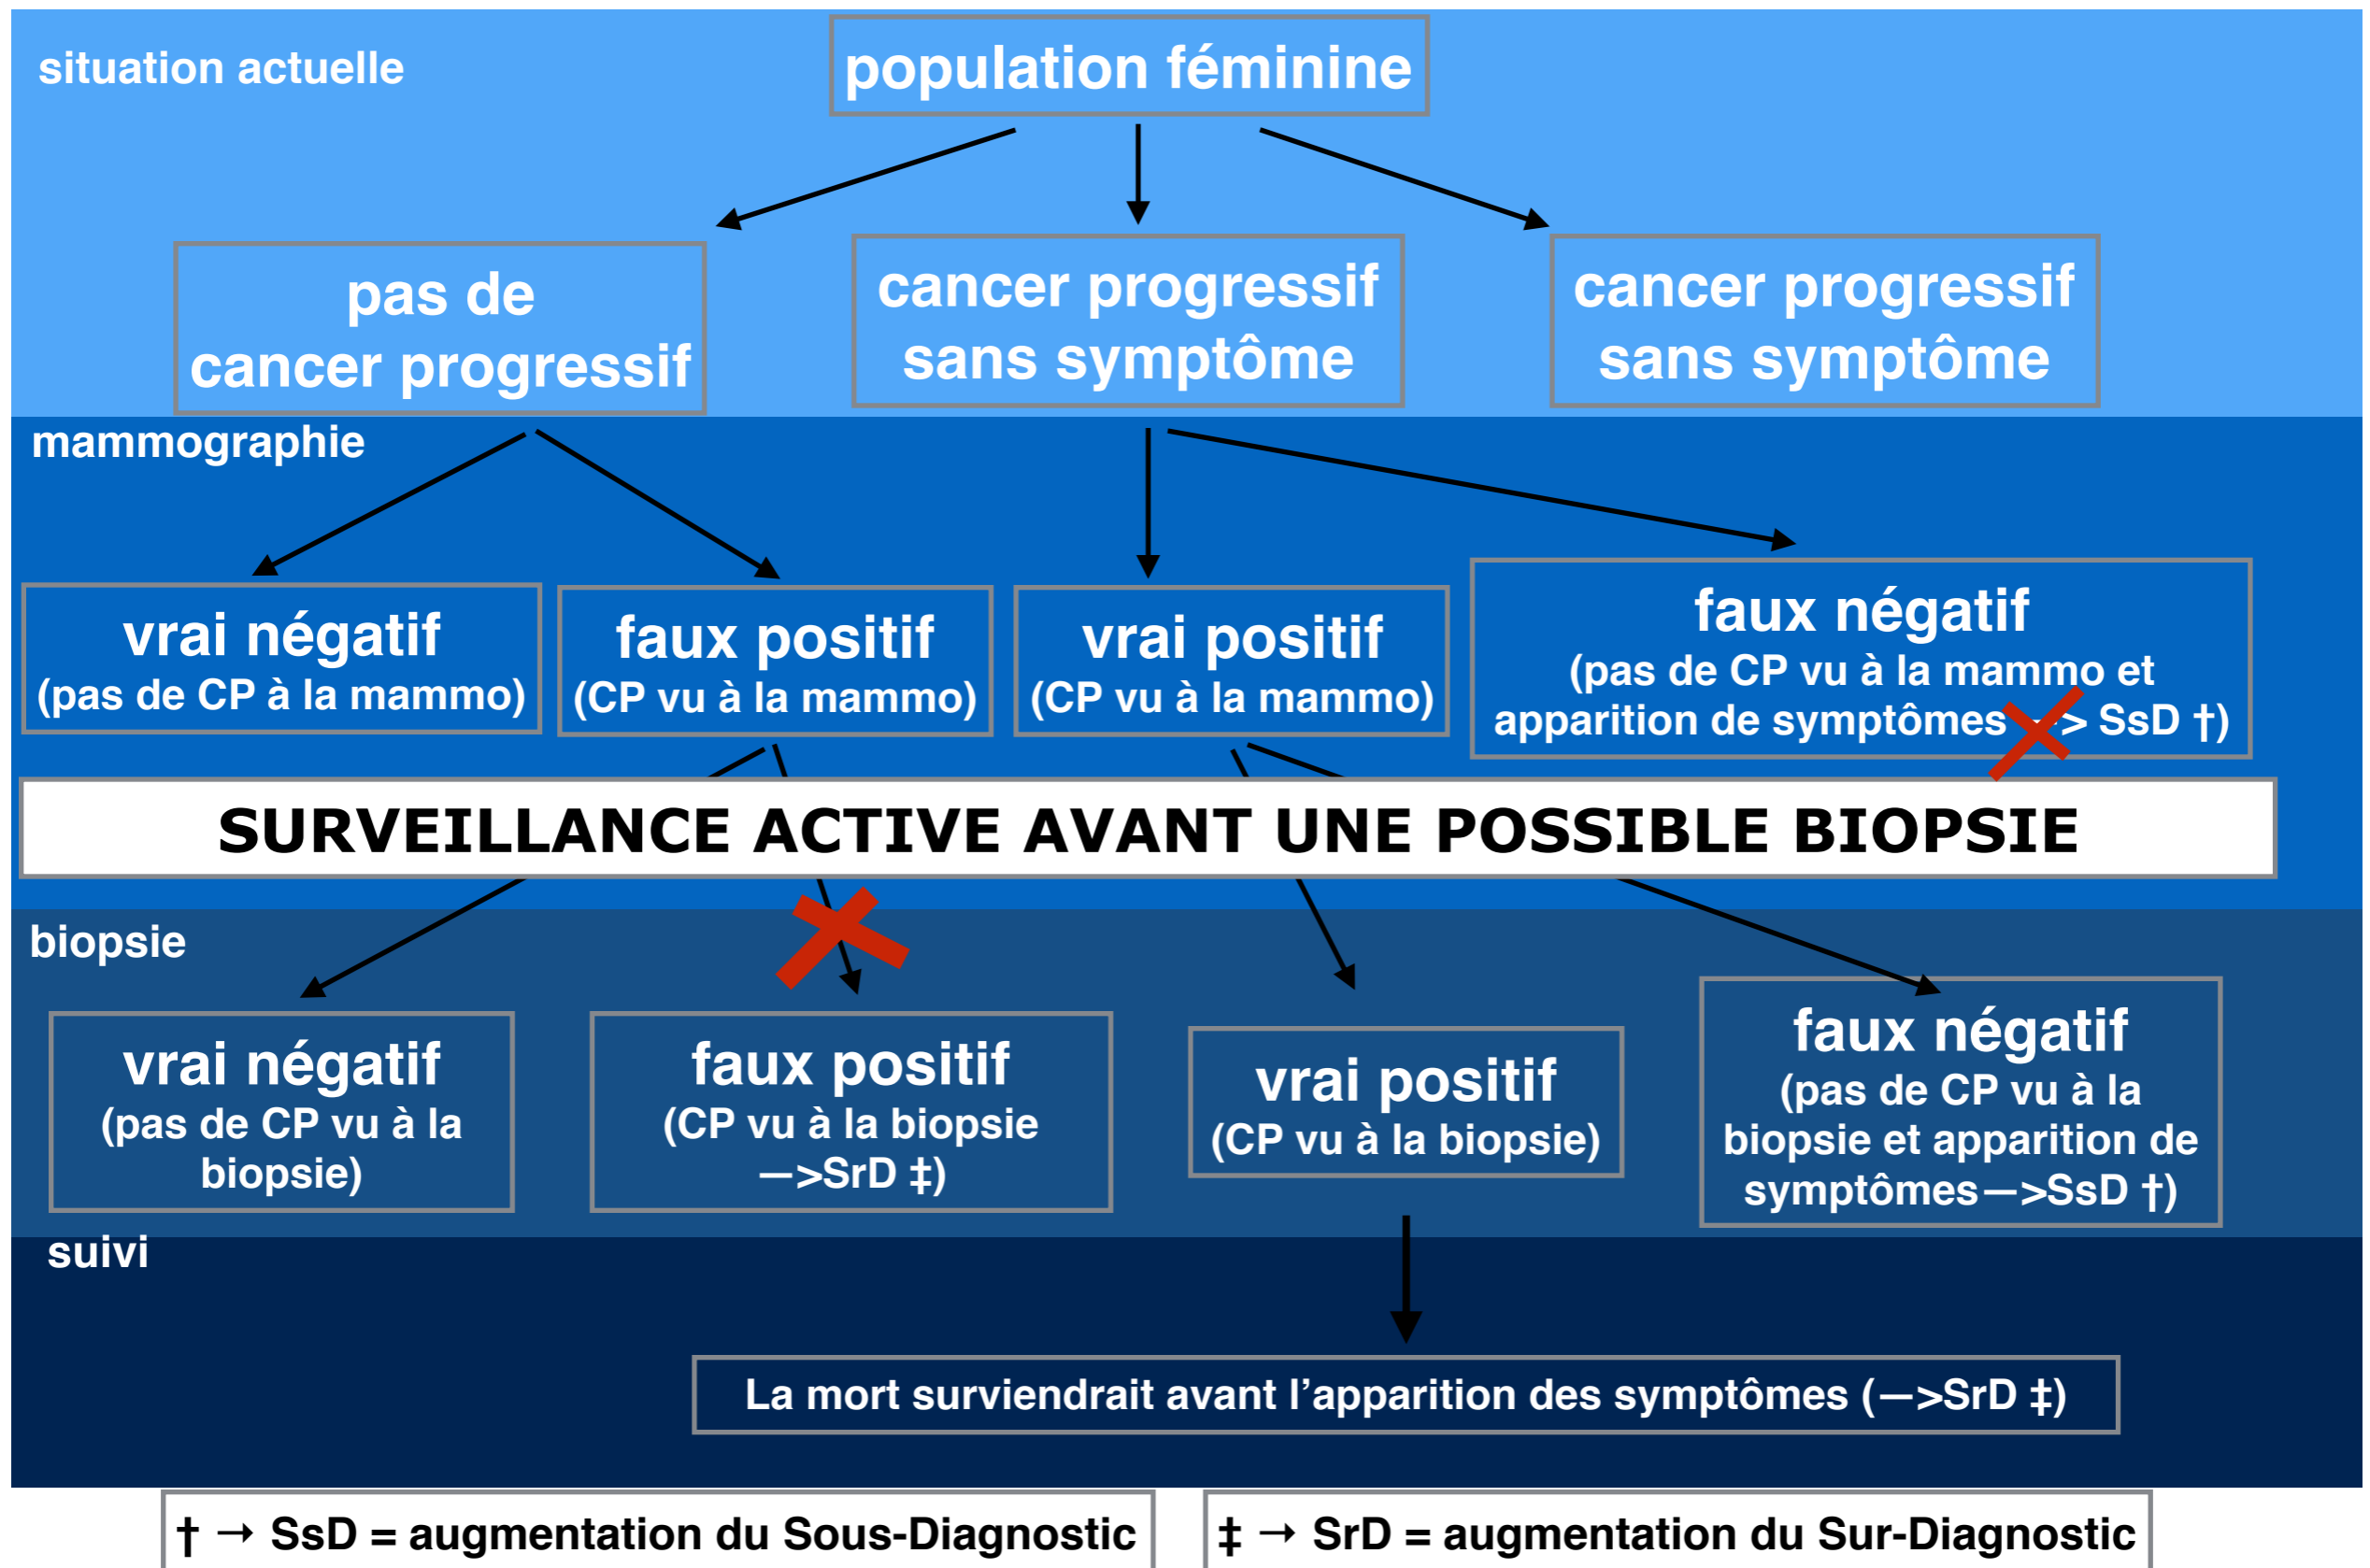 situation actuelle
population féminine
pas de
cancer progressif
cancer progressif
sans symptôme
cancer progressif
sans symptôme
mammographie
vrai négatif
(pas de CP à la mammo)
faux positif
(CP vu à la mammo)
vrai positif
(CP vu à la mammo)
faux négatif
(pas de CP vu à la mammo et
apparition de symptômes —> SsD †)
SURVEILLANCE ACTIVE AVANT UNE POSSIBLE BIOPSIE
biopsie
vrai négatif
(pas de CP vu à la
biopsie)
faux positif
(CP vu à la biopsie
—>SrD ‡)
vrai positif
(CP vu à la biopsie)
faux négatif
(pas de CP vu à la
biopsie et apparition de
symptômes—>SsD †)
suivi
La mort surviendrait avant l’apparition des symptômes (—>SrD ‡)
† → SsD = augmentation du Sous-Diagnostic
‡ → SrD = augmentation du Sur-Diagnostic